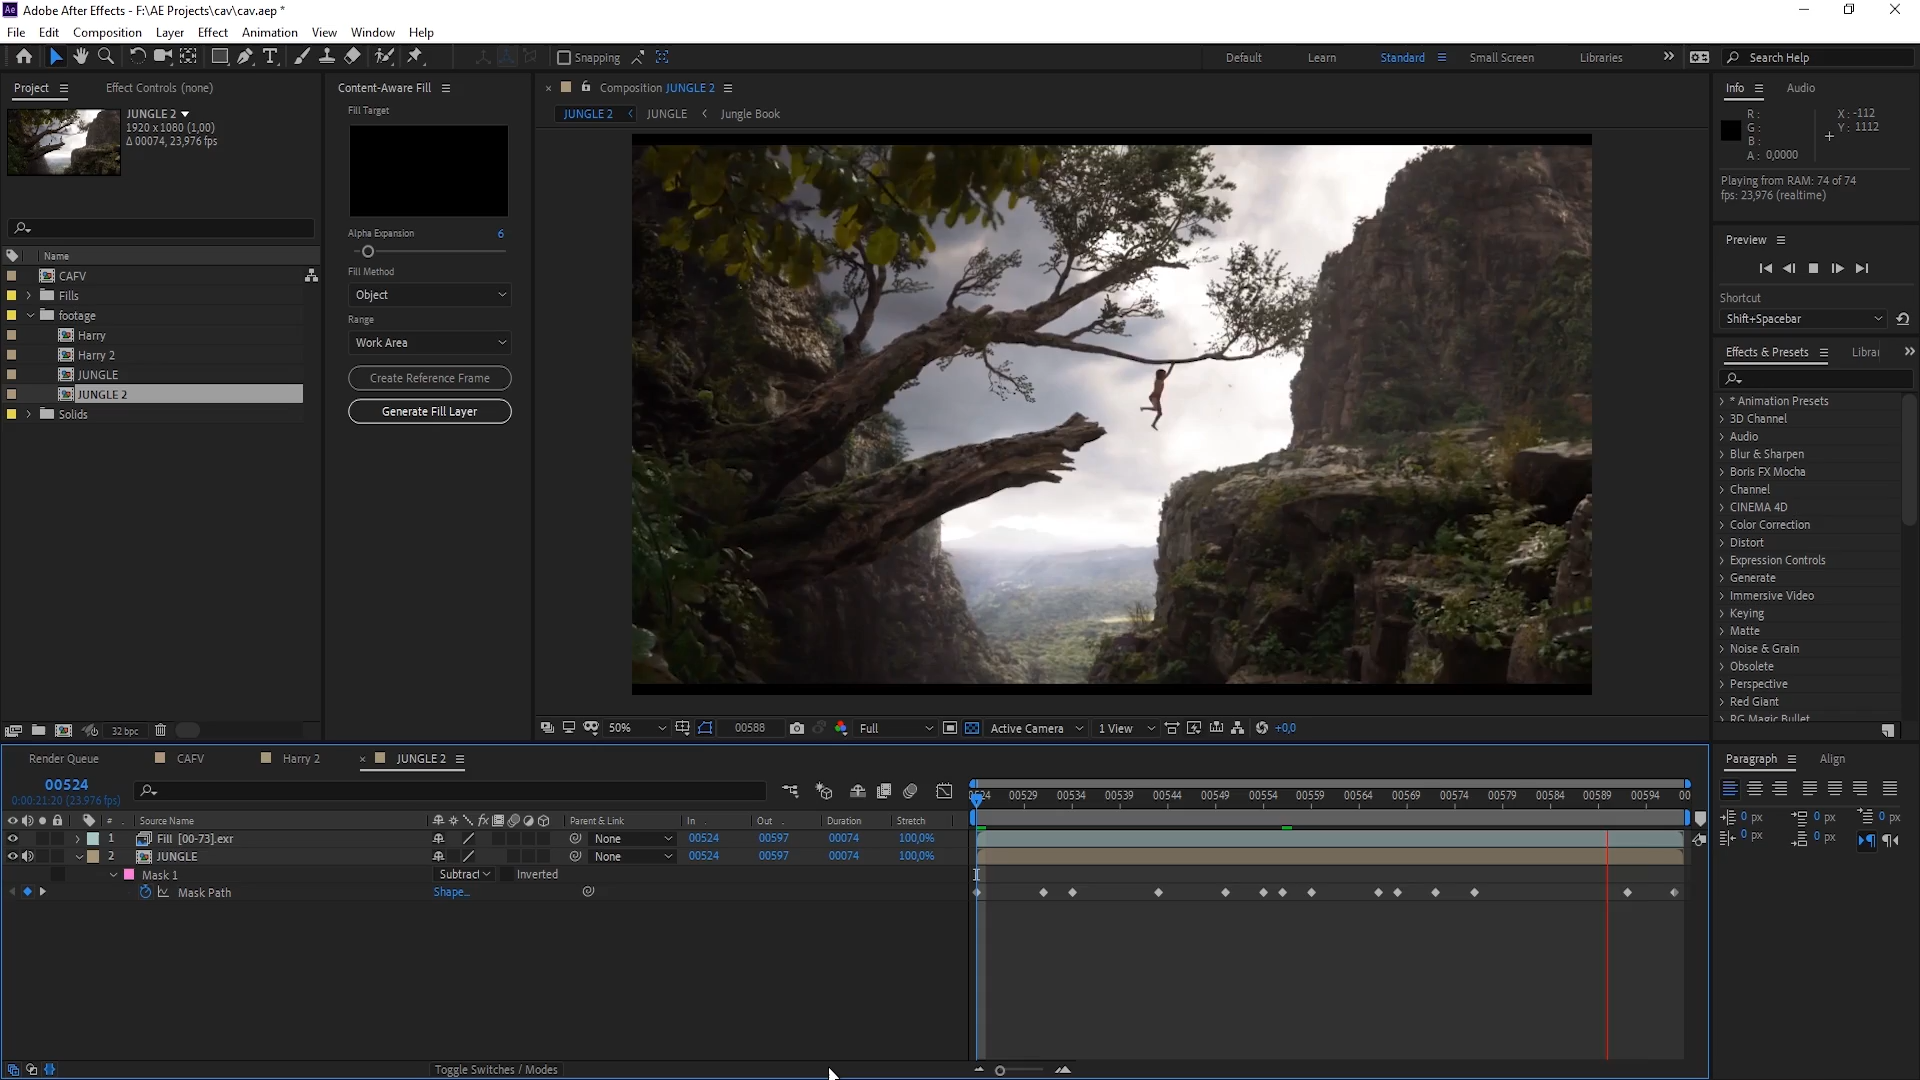 Ae Adobe After Effects - F:\AE Projects\cav\cav.aep *
File Edit Composition Layer Effect Animation View Window Help
Snapping
Default Learn Standard Small Screen Libraries Search Help
Project Effect Controls (none)
JUNGLE 2
1920 x 1080 (1,00)
Δ 00074, 23,976 fps
Name
CAFV
Fills
footage
Harry
Harry 2
JUNGLE
JUNGLE 2
Solids
32 bpc
Content-Aware Fill
Fill Target
Alpha Expansion 6
Fill Method
Object
Range
Work Area
Create Reference Frame
Generate Fill Layer
Composition JUNGLE 2
JUNGLE 2 JUNGLE Jungle Book
50% 00588 Full Active Camera 1 View +0,0
Info Audio
R:
G:
B:
A: 0,0000
X: -112
Y: 1112
Playing from RAM: 74 of 74
fps: 23,976 (realtime)
Preview
Shortcut
Shift+Spacebar
Effects & Presets Librai
* Animation Presets
3D Channel
Audio
Blur & Sharpen
Boris FX Mocha
Channel
CINEMA 4D
Color Correction
Distort
Expression Controls
Generate
Immersive Video
Keying
Matte
Noise & Grain
Obsolete
Perspective
Red Giant
RG Magic Bullet
Render Queue CAFV Harry 2 JUNGLE 2
00524
0:00:21:20 (23.976 fps)
# Source Name fx Parent & Link In Out Duration Stretch
1 Fill [00-73].exr None 00524 00597 00074 100,0%
2 JUNGLE None 00524 00597 00074 100,0%
Mask 1 Subtract Inverted
Mask Path Shape...
Toggle Switches / Modes
524 00529 00534 00539 00544 00549 00554 00559 00564 00569 00574 00579 00584 00589 00594 00
Paragraph Align
0 px 0 px 0 px
0 px 0 px